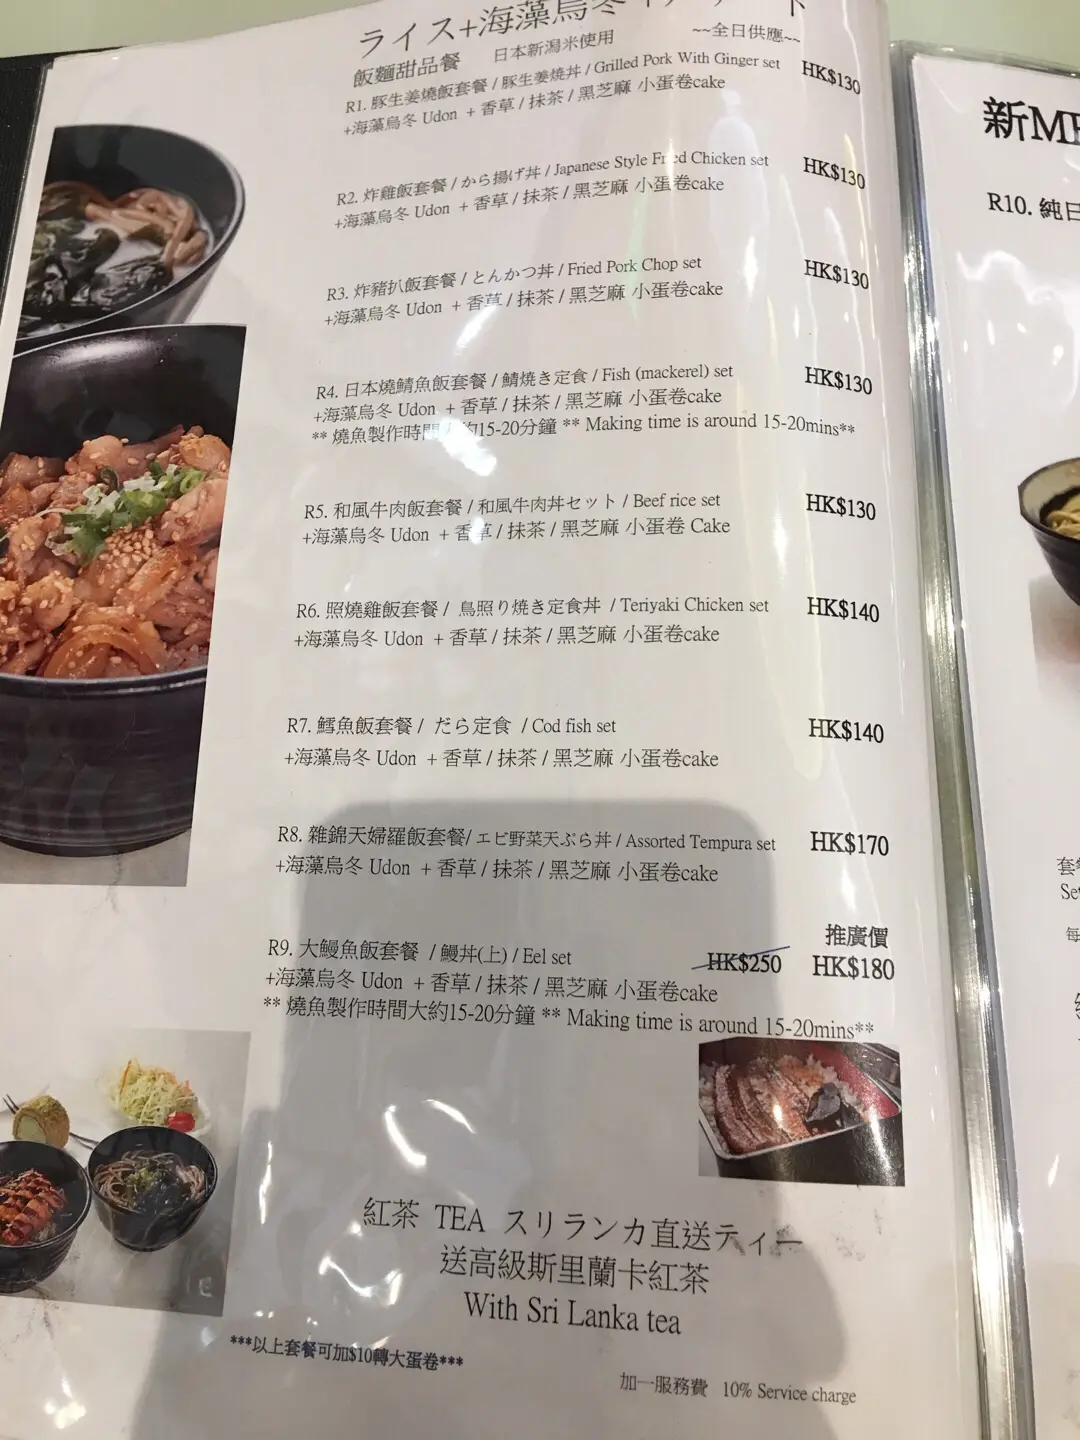 ライス+海藻烏冬
飯麵甜品餐 日本新潟米使用 ~~全日供應~~
R1. 豚生姜燒飯套餐 / 豚生姜燒丼 / Grilled Pork With Ginger set HK$130
+海藻烏冬 Udon + 香草 / 抹茶 / 黑芝麻 小蛋卷cake
R2. 炸雞飯套餐 / から揚げ丼 / Japanese Style Fried Chicken set HK$130
+海藻烏冬 Udon + 香草 / 抹茶 / 黑芝麻 小蛋卷cake
R3. 炸豬扒飯套餐 / とんかつ丼 / Fried Pork Chop set HK$130
+海藻烏冬 Udon + 香草 / 抹茶 / 黑芝麻 小蛋卷cake
R4. 日本燒鯖魚飯套餐 / 鯖焼き定食 / Fish (mackerel) set HK$130
+海藻烏冬 Udon + 香草 / 抹茶 / 黑芝麻 小蛋卷cake
** 燒魚製作時間大約15-20分鐘 ** Making time is around 15-20mins**
R5. 和風牛肉飯套餐 / 和風牛肉丼セット / Beef rice set HK$130
+海藻烏冬 Udon + 香草 / 抹茶 / 黑芝麻 小蛋卷 Cake
R6. 照燒雞飯套餐 / 鳥照り焼き定食丼 / Teriyaki Chicken set HK$140
+海藻烏冬 Udon + 香草 / 抹茶 / 黑芝麻 小蛋卷cake
R7. 鱈魚飯套餐 / だら定食 / Cod fish set HK$140
+海藻烏冬 Udon + 香草 / 抹茶 / 黑芝麻 小蛋卷cake
R8. 雜錦天婦羅飯套餐/ エビ野菜天ぷら丼 / Assorted Tempura set HK$170
+海藻烏冬 Udon + 香草 / 抹茶 / 黑芝麻 小蛋卷cake
推廣價
R9. 大鰻魚飯套餐 / 鰻丼(上) / Eel set HK$250 HK$180
+海藻烏冬 Udon + 香草 / 抹茶 / 黑芝麻 小蛋卷cake
** 燒魚製作時間大約15-20分鐘 ** Making time is around 15-20mins**
紅茶 TEA スリランカ直送ティー
送高級斯里蘭卡紅茶
With Sri Lanka tea
***以上套餐可加$10轉大蛋卷***
加一服務費 10% Service charge
R10. 純